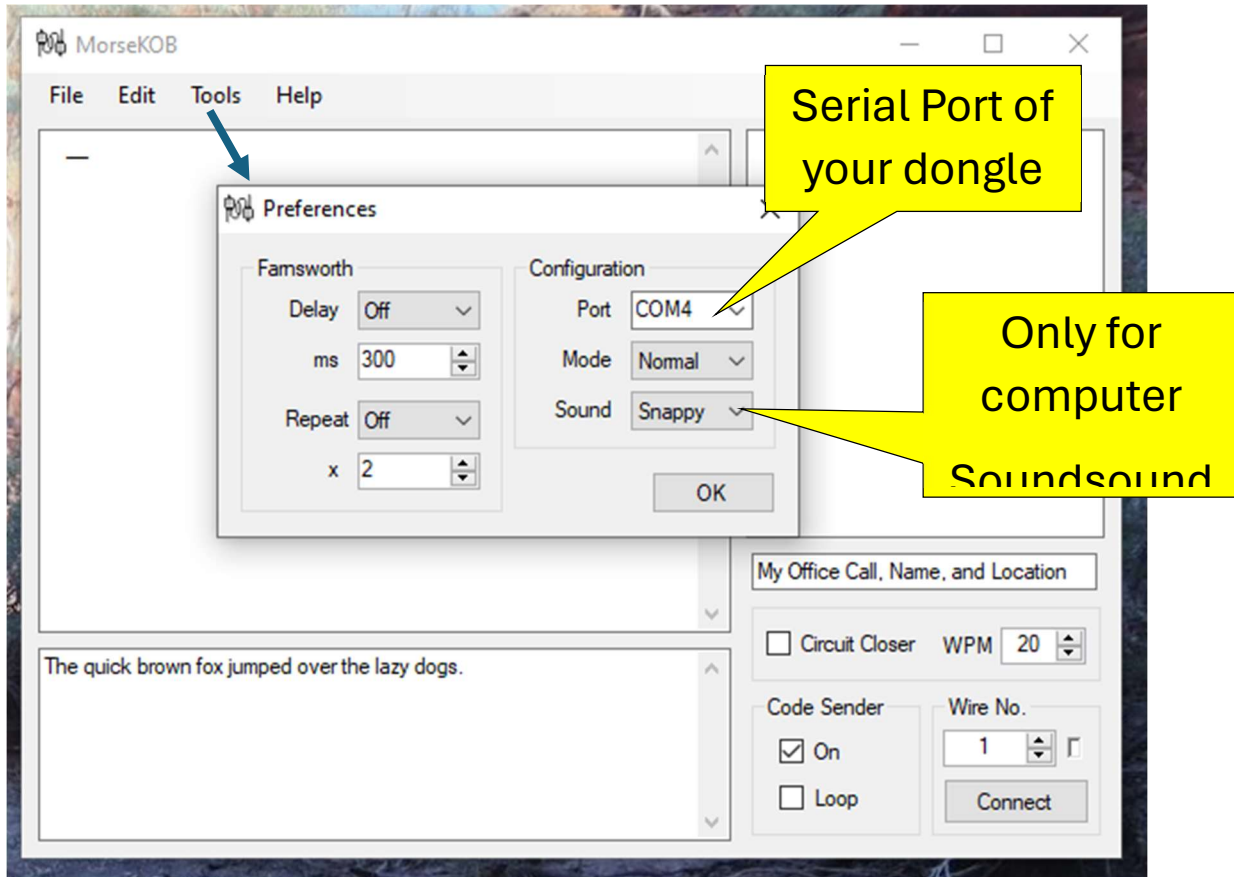 MorseKOB
File Edit Tools Help
Serial Port of
your dongle
Preferences
Farnsworth
Delay Off
ms 300
Repeat Off
x 2
Configuration
Port COM4
Mode Normal
Sound Snappy
OK
Only for
computer
Soundsound
My Office Call, Name, and Location
Circuit Closer WPM 20
The quick brown fox jumped over the lazy dogs.
Code Sender
On
Loop
Wire No.
1
Connect